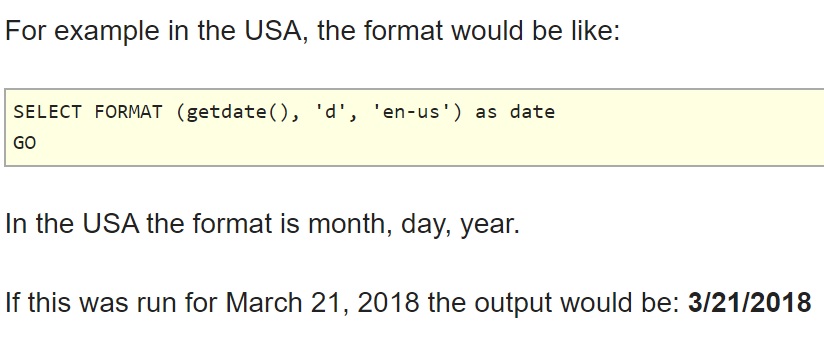 For example in the USA, the format would be like:
SELECT FORMAT (getdate(), 'd', 'en-us') as date
GO
In the USA the format is month, day, year.
If this was run for March 21, 2018 the output would be: 3/21/2018